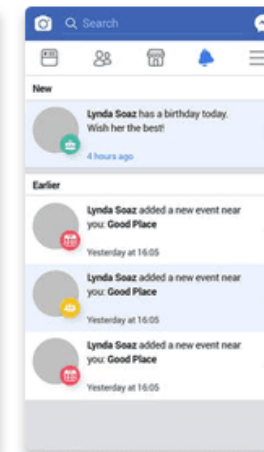 Search
New
Lynda Soaz has a birthday today.
Wish her the best!
4 hours ago
Earlier
Lynda Soaz added a new event near
you: Good Place
Yesterday at 16:05
Lynda Soaz added a new event near
you: Good Place
Yesterday at 16:05
Lynda Soaz added a new event near
you: Good Place
Yesterday at 16:05